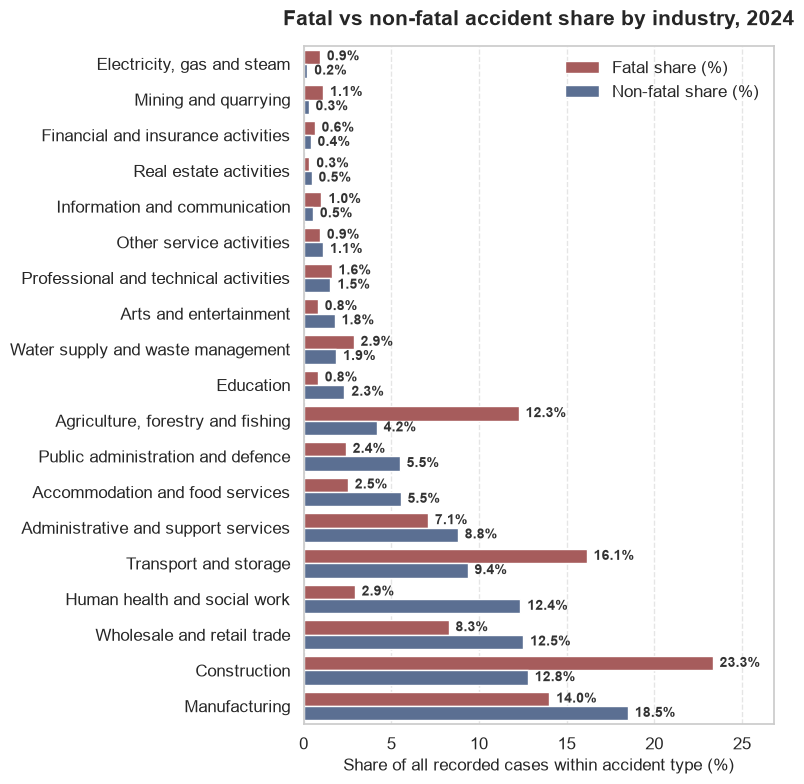 Fatal vs non-fatal accident share by industry, 2024
Fatal share (%)
Non-fatal share (%)
Electricity, gas and steam 0.9% 0.2%
Mining and quarrying 1.1% 0.3%
Financial and insurance activities 0.6% 0.4%
Real estate activities 0.3% 0.5%
Information and communication 1.0% 0.5%
Other service activities 0.9% 1.1%
Professional and technical activities 1.6% 1.5%
Arts and entertainment 0.8% 1.8%
Water supply and waste management 2.9% 1.9%
Education 0.8% 2.3%
Agriculture, forestry and fishing 12.3% 4.2%
Public administration and defence 2.4% 5.5%
Accommodation and food services 2.5% 5.5%
Administrative and support services 7.1% 8.8%
Transport and storage 16.1% 9.4%
Human health and social work 2.9% 12.4%
Wholesale and retail trade 8.3% 12.5%
Construction 23.3% 12.8%
Manufacturing 14.0% 18.5%
0 5 10 15 20 25
Share of all recorded cases within accident type (%)